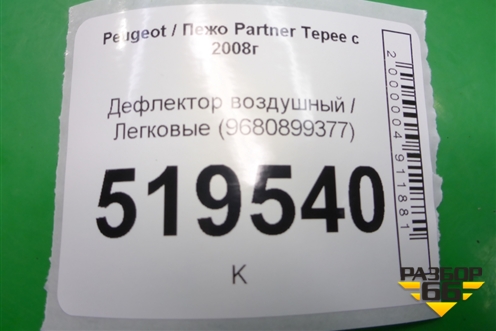 Peugeot / Пежо Partner Tepee с
2008г
Дефлектор воздушный /
Легковые (9680899377)
519540
К
2000004911881
РАЗБОР
66